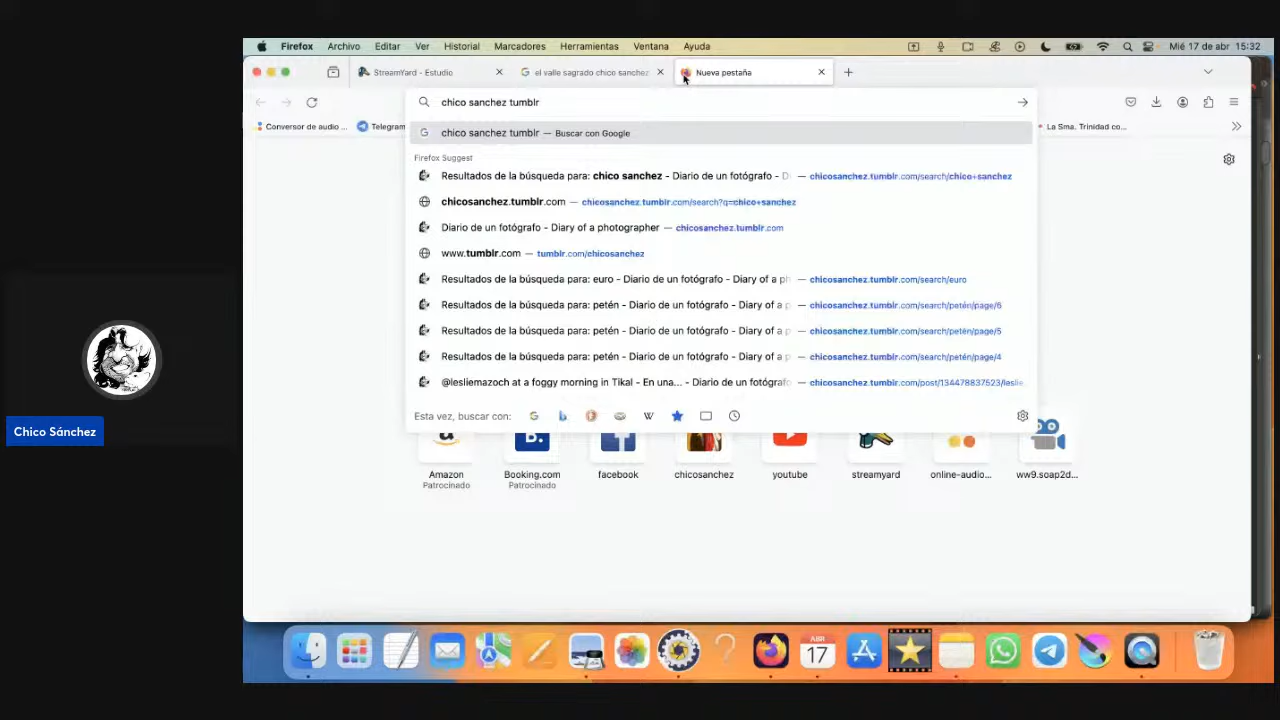 Firefox Archivo Editar Ver Historial Marcadores Herramientas Ventana Ayuda Mié 17 de abr 15:32
StreamYard - Estudio el valle sagrado chico sanchez Nueva pestaña
chico sanchez tumblr
Conversor de audio ... Telegram La Sma. Trinidad co...
chico sanchez tumblr — Buscar con Google
Firefox Suggest
Resultados de la búsqueda para: chico sanchez - Diario de un fotógrafo - D — chicosanchez.tumblr.com/search/chico+sanchez
chicosanchez.tumblr.com — chicosanchez.tumblr.com/search?q=chico+sanchez
Diario de un fotógrafo - Diary of a photographer — chicosanchez.tumblr.com
www.tumblr.com — tumblr.com/chicosanchez
Resultados de la búsqueda para: euro - Diario de un fotógrafo - Diary of a ph — chicosanchez.tumblr.com/search/euro
Resultados de la búsqueda para: petén - Diario de un fotógrafo - Diary of a p — chicosanchez.tumblr.com/search/petén/page/6
Resultados de la búsqueda para: petén - Diario de un fotógrafo - Diary of a p — chicosanchez.tumblr.com/search/petén/page/5
Resultados de la búsqueda para: petén - Diario de un fotógrafo - Diary of a p — chicosanchez.tumblr.com/search/petén/page/4
@lesliemazoch at a foggy morning in Tikal - En una... - Diario de un fotógrafo — chicosanchez.tumblr.com/post/134478837523/leslie
Esta vez, buscar con:
Chico Sánchez
Amazon Booking.com facebook chicosanchez youtube streamyard online-audio... ww9.soap2d...
Patrocinado Patrocinado
ABR
17